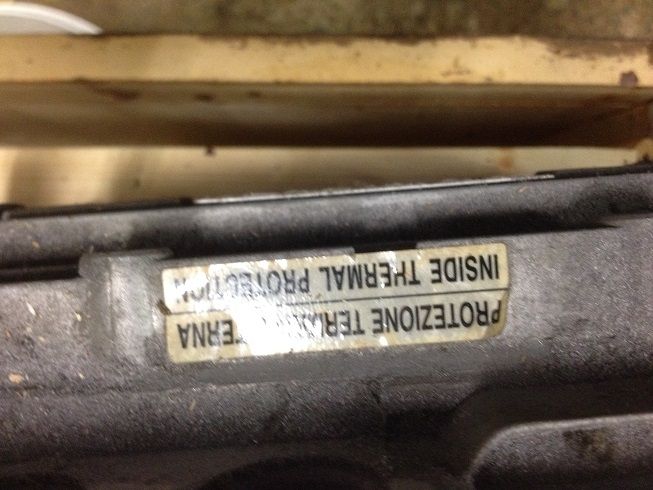 PROTEZIONE
INSIDE THERMAL PROTECTION